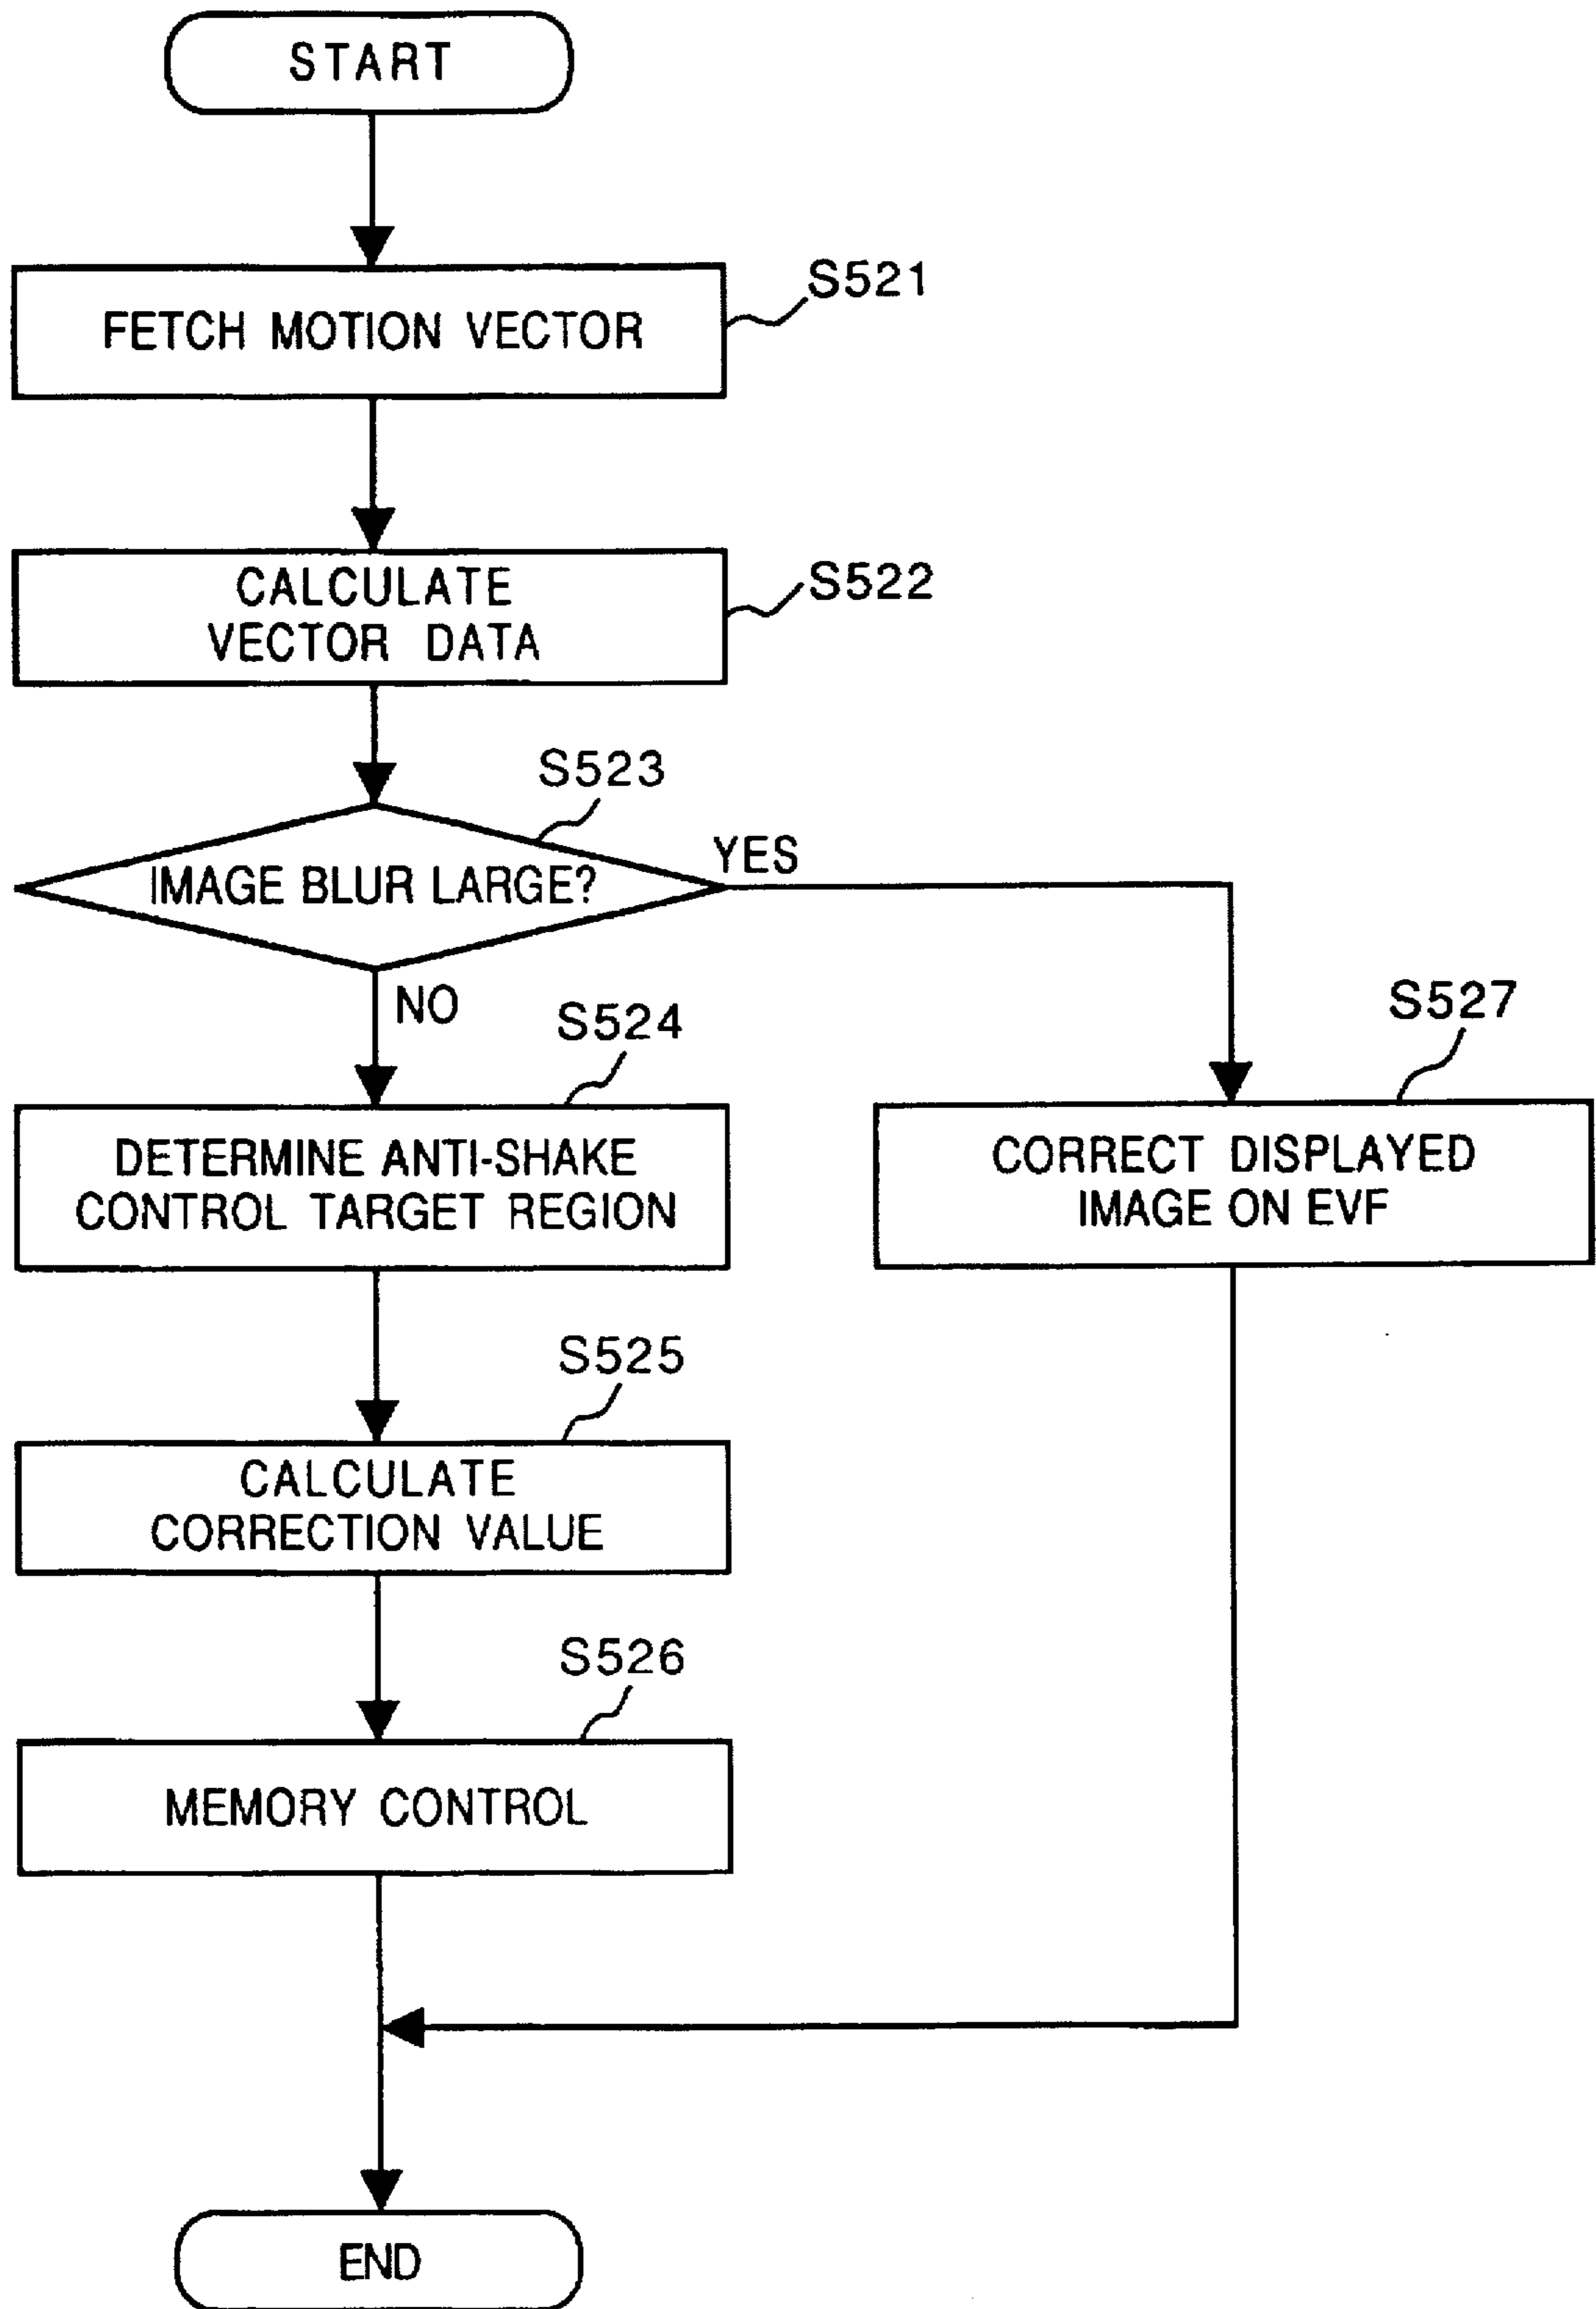 START
S521
FETCH MOTION VECTOR
S522
CALCULATE
VECTOR DATA
S523
IMAGE BLUR LARGE?
YES
NO
S524
DETERMINE ANTI-SHAKE
CONTROL TARGET REGION
S527
CORRECT DISPLAYED
IMAGE ON EVF
S525
CALCULATE
CORRECTION VALUE
S526
MEMORY CONTROL
END